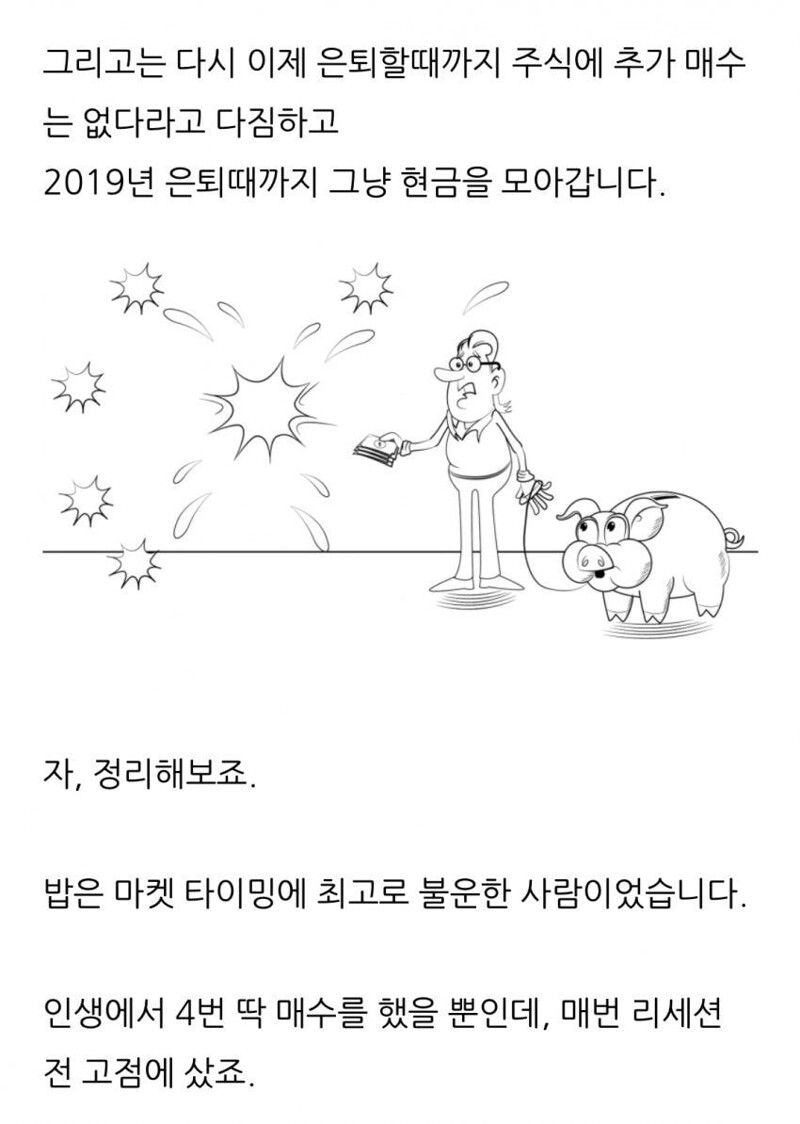 그리고는 다시 이제 은퇴할때까지 주식에 추가 매수
는 없다라고 다짐하고
2019년 은퇴때까지 그냥 현금을 모아갑니다.
자, 정리해보죠.
밥은 마켓 타이밍에 최고로 불운한 사람이었습니다.
인생에서 4번 딱 매수를 했을 뿐인데, 매번 리세션
전 고점에 샀죠.